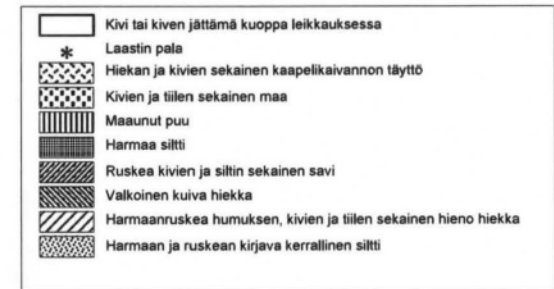 Kivi tai kiven jättämä kuoppa leikkauksessa
Laastin pala
Hiekan ja kivien sekainen kaapelikaivannon täyttö
Kivien ja tiilen sekainen maa
Maaunut puu
Harmaa siltti
Ruskea kivien ja siltin sekainen savi
Valkoinen kuiva hiekka
Harmaanruskea humuksen, kivien ja tiilen sekainen hieno hiekka
Harmaan ja ruskean kirjava kerrallinen siltti